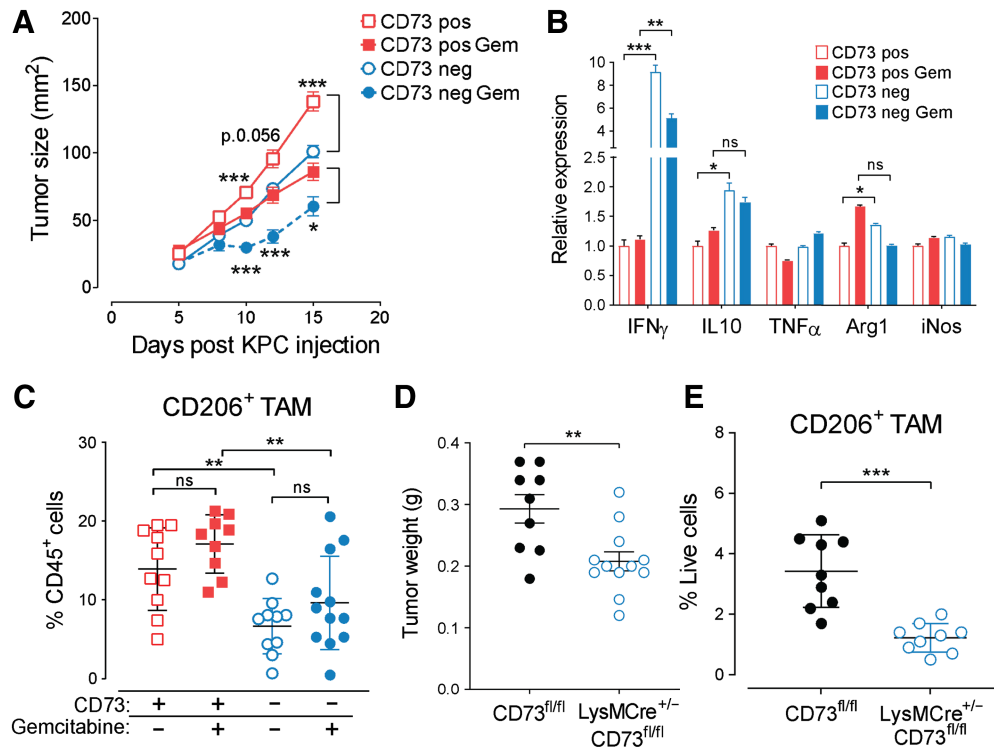 A
Tumor size (mm²)
200
150
100
50
0
0 5 10 15 20
Days post KPC injection
***
p.0.056
***
***
***
*
CD73 pos
CD73 pos Gem
CD73 neg
CD73 neg Gem
B
Relative expression
10
8
6
4
2.5
2.0
1.5
1.0
0.5
0.0
**
***
ns
*
ns
*
CD73 pos
CD73 pos Gem
CD73 neg
CD73 neg Gem
IFNγ IL10 TNFα Arg1 iNos
C
CD206⁺ TAM
% CD45⁺ cells
30
20
10
0
**
**
ns
ns
CD73: + + – –
Gemcitabine: – + – +
D
Tumor weight (g)
0.4
0.3
0.2
0.1
0.0
**
CD73fl/fl
LysMCre+/–
CD73fl/fl
E
CD206⁺ TAM
% Live cells
8
6
4
2
0
***
CD73fl/fl
LysMCre+/–
CD73fl/fl